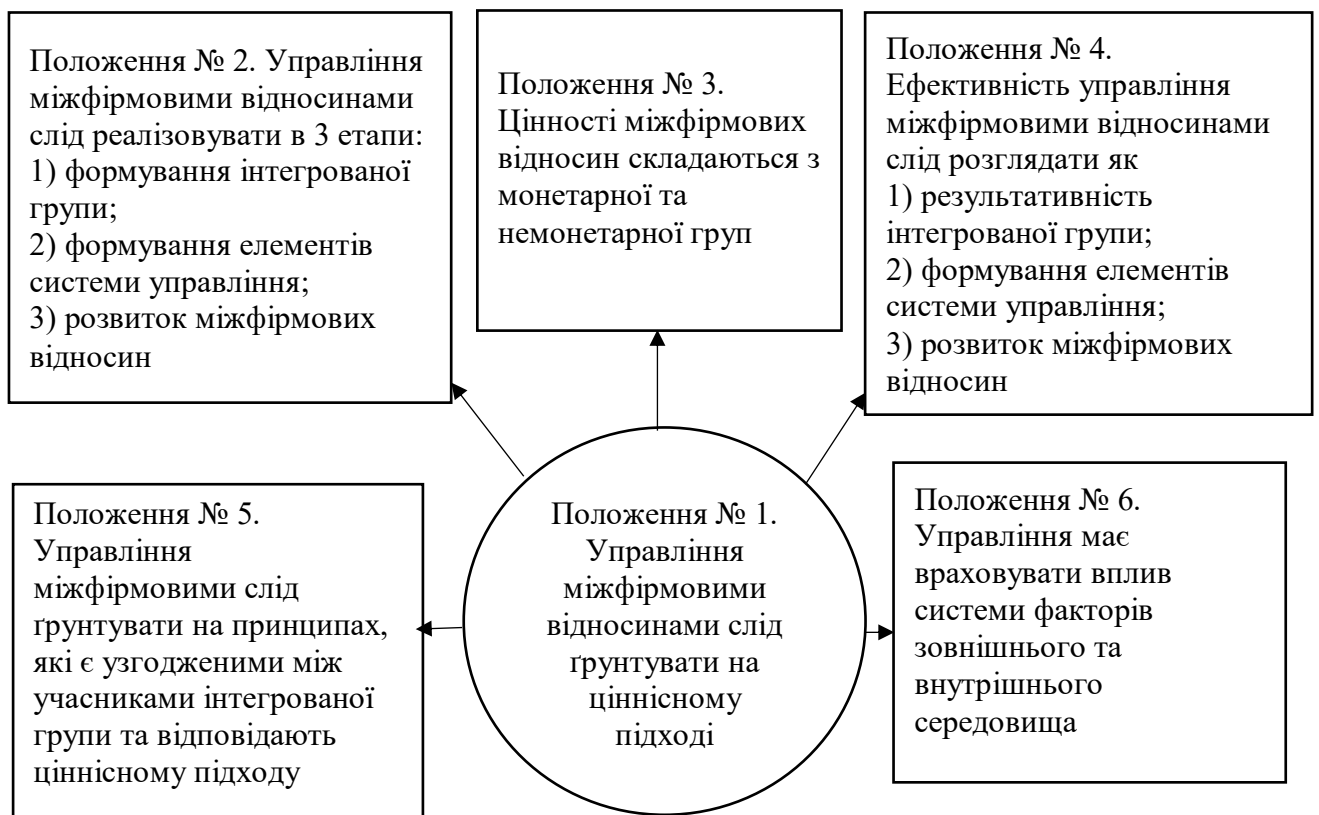 Положення № 2. Управління
міжфірмовими відносинами
слід реалізовувати в 3 етапи:
1) формування інтегрованої
групи;
2) формування елементів
системи управління;
3) розвиток міжфірмових
відносин
Положення № 3.
Цінності міжфірмових
відносин складаються з
монетарної та
немонетарної груп
Положення № 4.
Ефективність управління
міжфірмовими відносинами
слід розглядати як
1) результативність
інтегрованої групи;
2) формування елементів
системи управління;
3) розвиток міжфірмових
відносин
Положення № 5.
Управління
міжфірмовими слід
ґрунтувати на принципах,
які є узгодженими між
учасниками інтегрованої
групи та відповідають
ціннісному підходу
Положення № 1.
Управління
міжфірмовими
відносинами слід
ґрунтувати на
ціннісному
підході
Положення № 6.
Управління має
враховувати вплив
системи факторів
зовнішнього та
внутрішнього
середовища